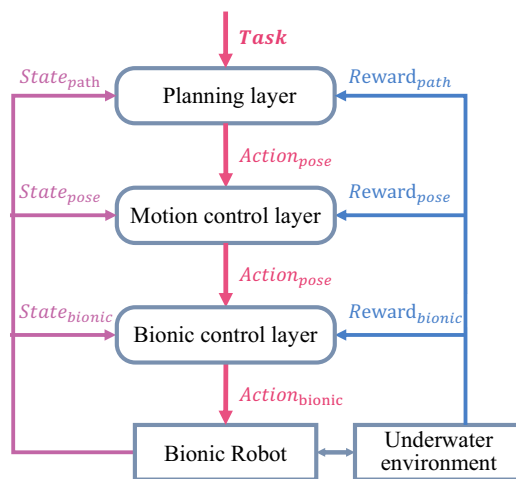 Task
State_path
Reward_path
Planning layer
Action_pose
State_pose
Reward_pose
Motion control layer
Action_pose
State_bionic
Reward_bionic
Bionic control layer
Action_bionic
Bionic Robot
Underwater
environment